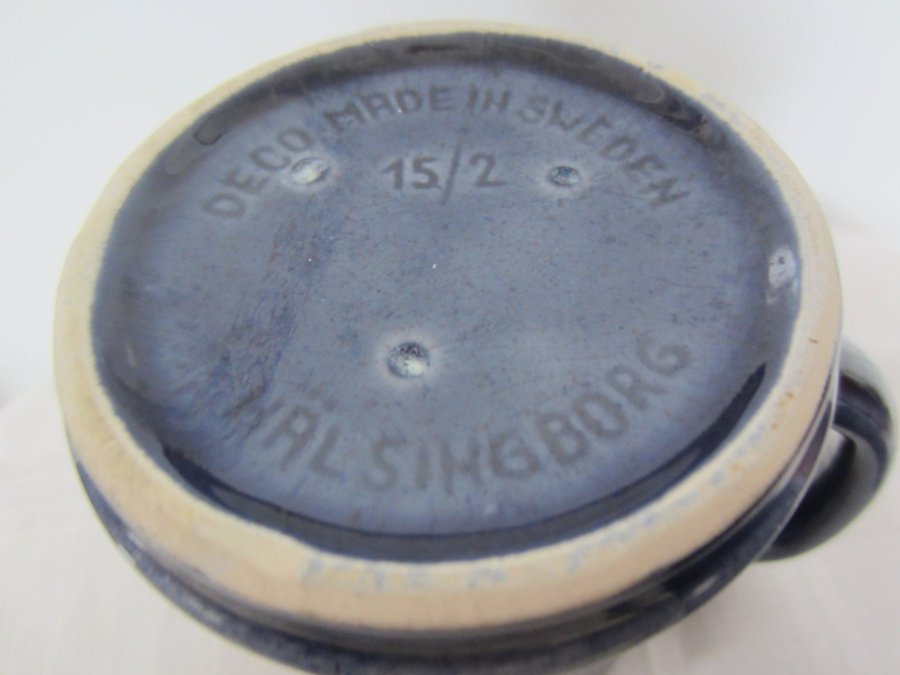 DECO MADE IN SWEDEN
15/2
HÄLSINGBORG